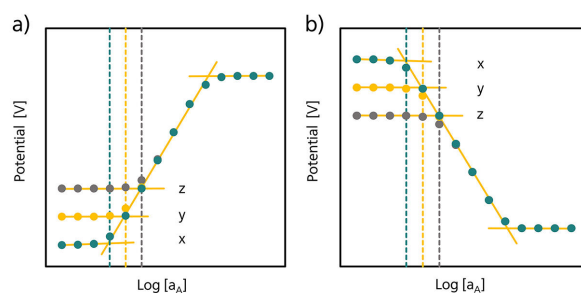 a)
Potential [V]
z
y
x
Log [aA]
b)
Potential [V]
x
y
z
Log [aA]